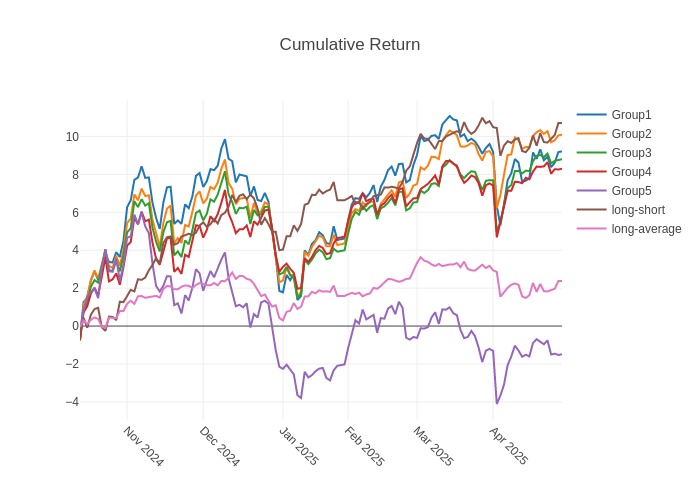 Cumulative Return
10
8
6
4
2
0
−2
−4
Nov 2024
Dec 2024
Jan 2025
Feb 2025
Mar 2025
Apr 2025
Group1
Group2
Group3
Group4
Group5
long-short
long-average